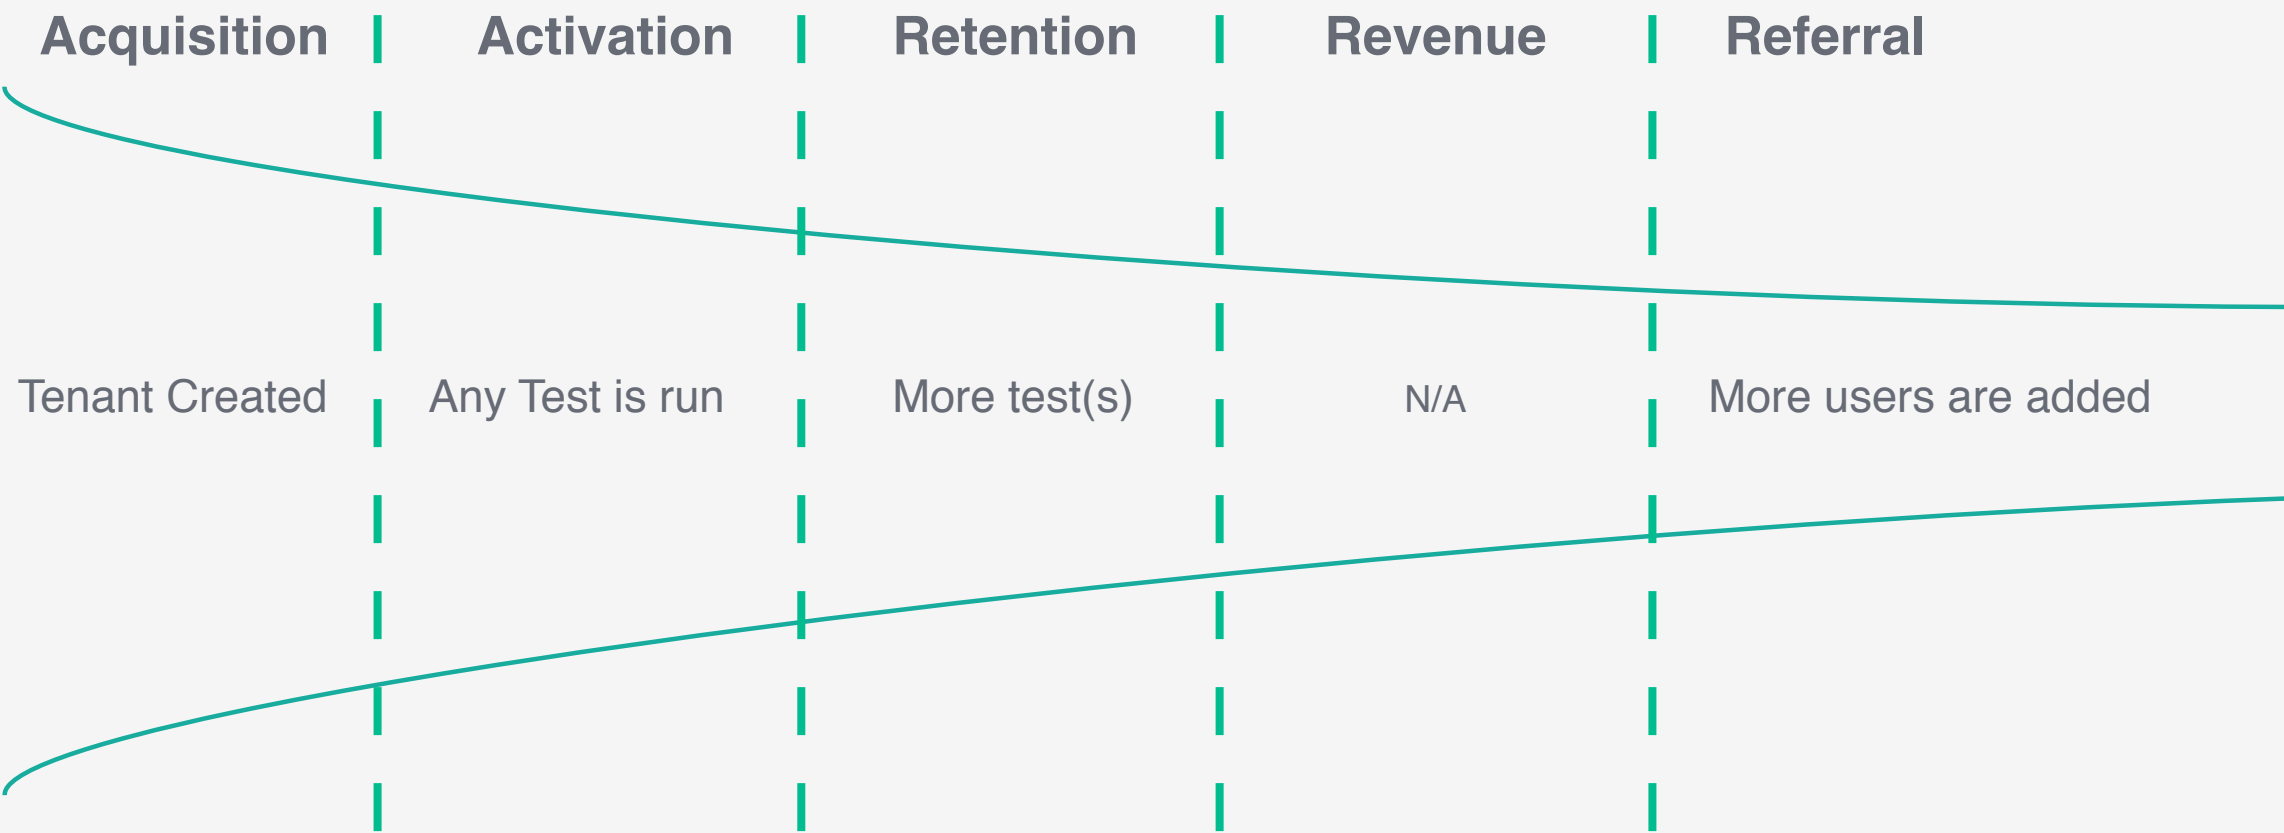 Acquisition
Activation
Retention
Revenue
Referral
Tenant Created
Any Test is run
More test(s)
N/A
More users are added